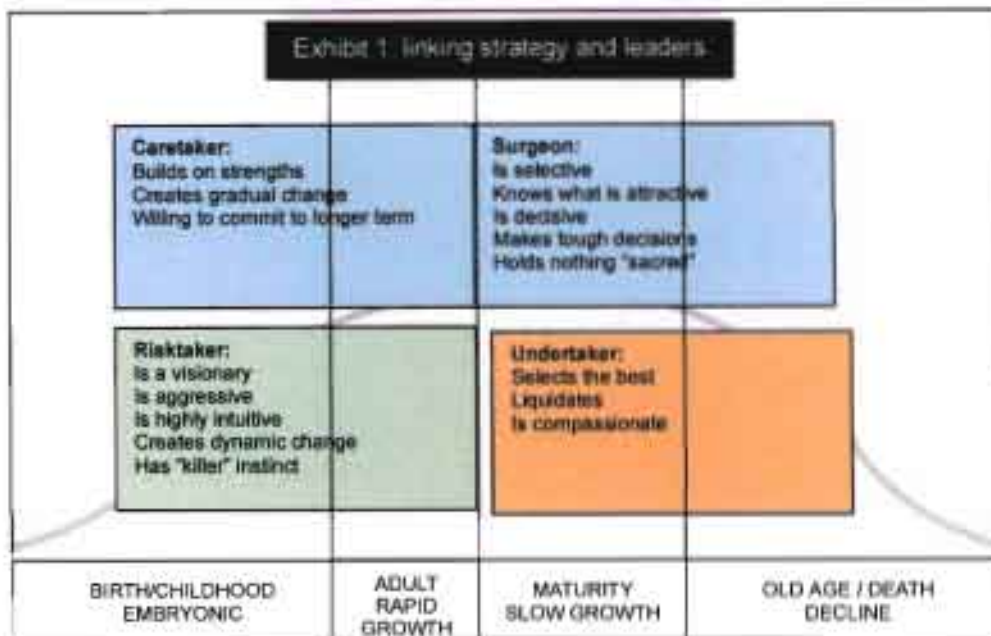 Exhibit 1: linking strategy and leaders
Caretaker:
Builds on strengths
Creates gradual change
Willing to commit to longer term
Surgeon:
Is selective
Knows what is attractive
Is decisive
Makes tough decisions
Holds nothing "sacred"
Risktaker:
Is a visionary
Is aggressive
Is highly intuitive
Creates dynamic change
Has "killer" instinct
Undertaker:
Selects the best
Liquidates
Is compassionate
BIRTH/CHILDHOOD
EMBRYONIC
ADULT
RAPID
GROWTH
MATURITY
SLOW GROWTH
OLD AGE / DEATH
DECLINE